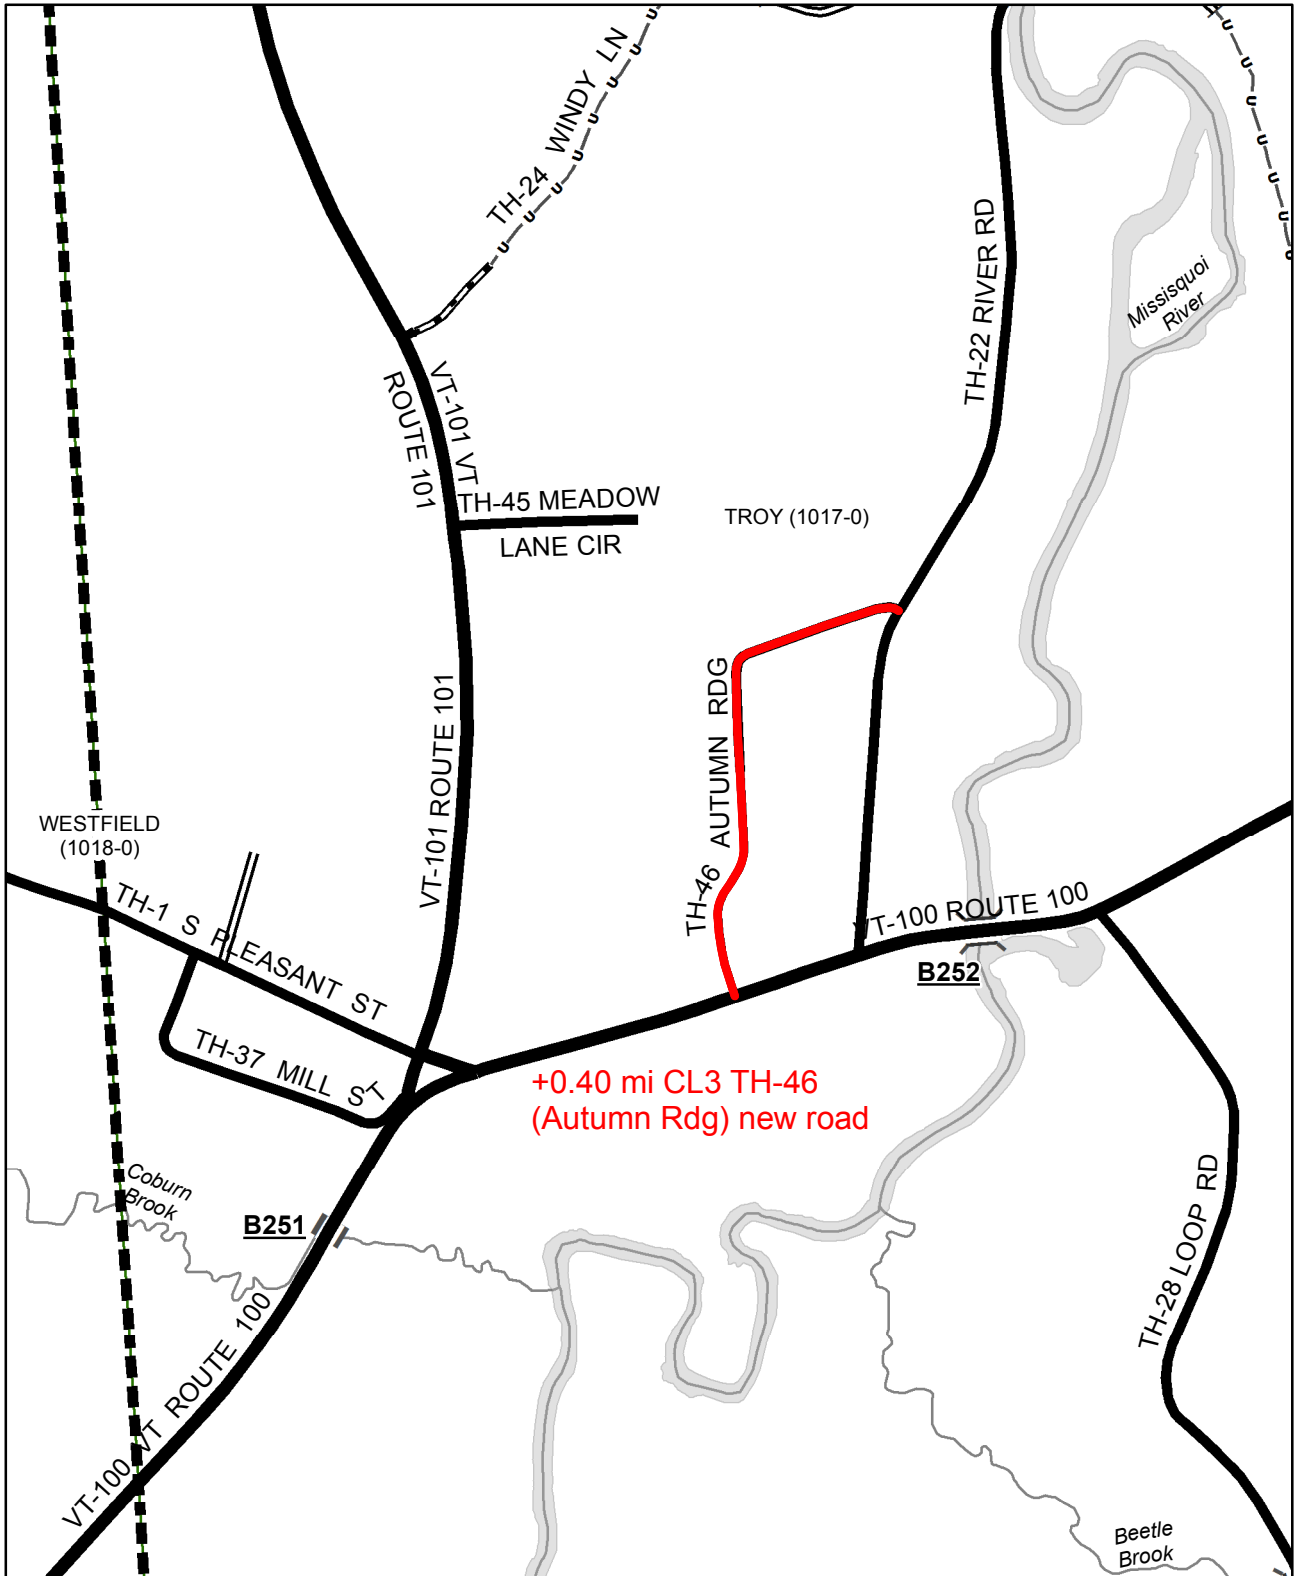 TH-24 WINDY LN
TH-22 RIVER RD
Missisquoi
River
VT-101 VT
ROUTE 101
TH-45 MEADOW
LANE CIR
TROY (1017-0)
VT-101 ROUTE 101
TH-46 AUTUMN RDG
WESTFIELD
(1018-0)
TH-1 S PLEASANT ST
VT-100 ROUTE 100
B252
TH-37 MILL ST
+0.40 mi CL3 TH-46
(Autumn Rdg) new road
Coburn
Brook
B251
TH-28 LOOP RD
VT-100 VT ROUTE 100
Beetle
Brook